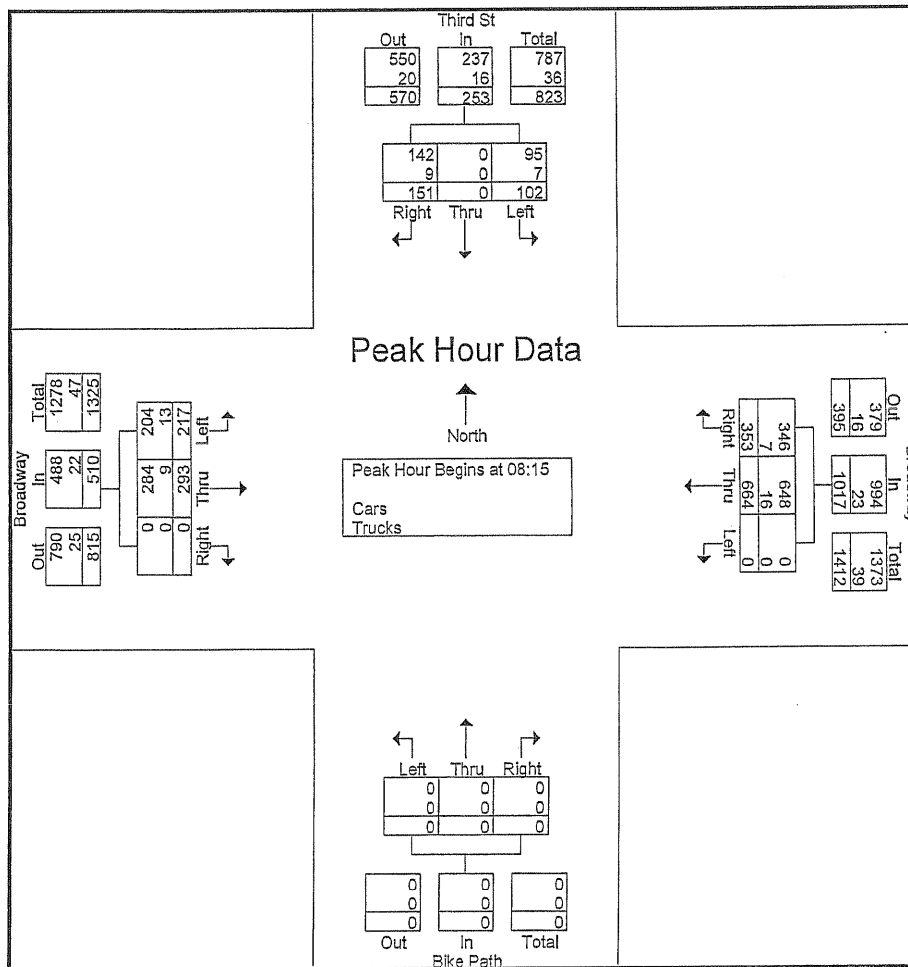 Third St
Out In Total
550 237 787
20 16 36
570 253 823
142 0 95
9 0 7
151 0 102
Right Thru Left
Peak Hour Data
North
Peak Hour Begins at 08:15
Cars
Trucks
Broadway
Out In Total
790 488 1278
25 22 47
815 510 1325
Left Thru Right
204 284 0
13 9 0
217 293 0
Out In Total
379 994 1373
16 23 39
395 1017 1412
346 648 0
7 16 0
353 664 0
Right Thru Left
Left Thru Right
0 0 0
0 0 0
0 0 0
0 0 0
0 0 0
0 0 0
Out In Total
Bike Path